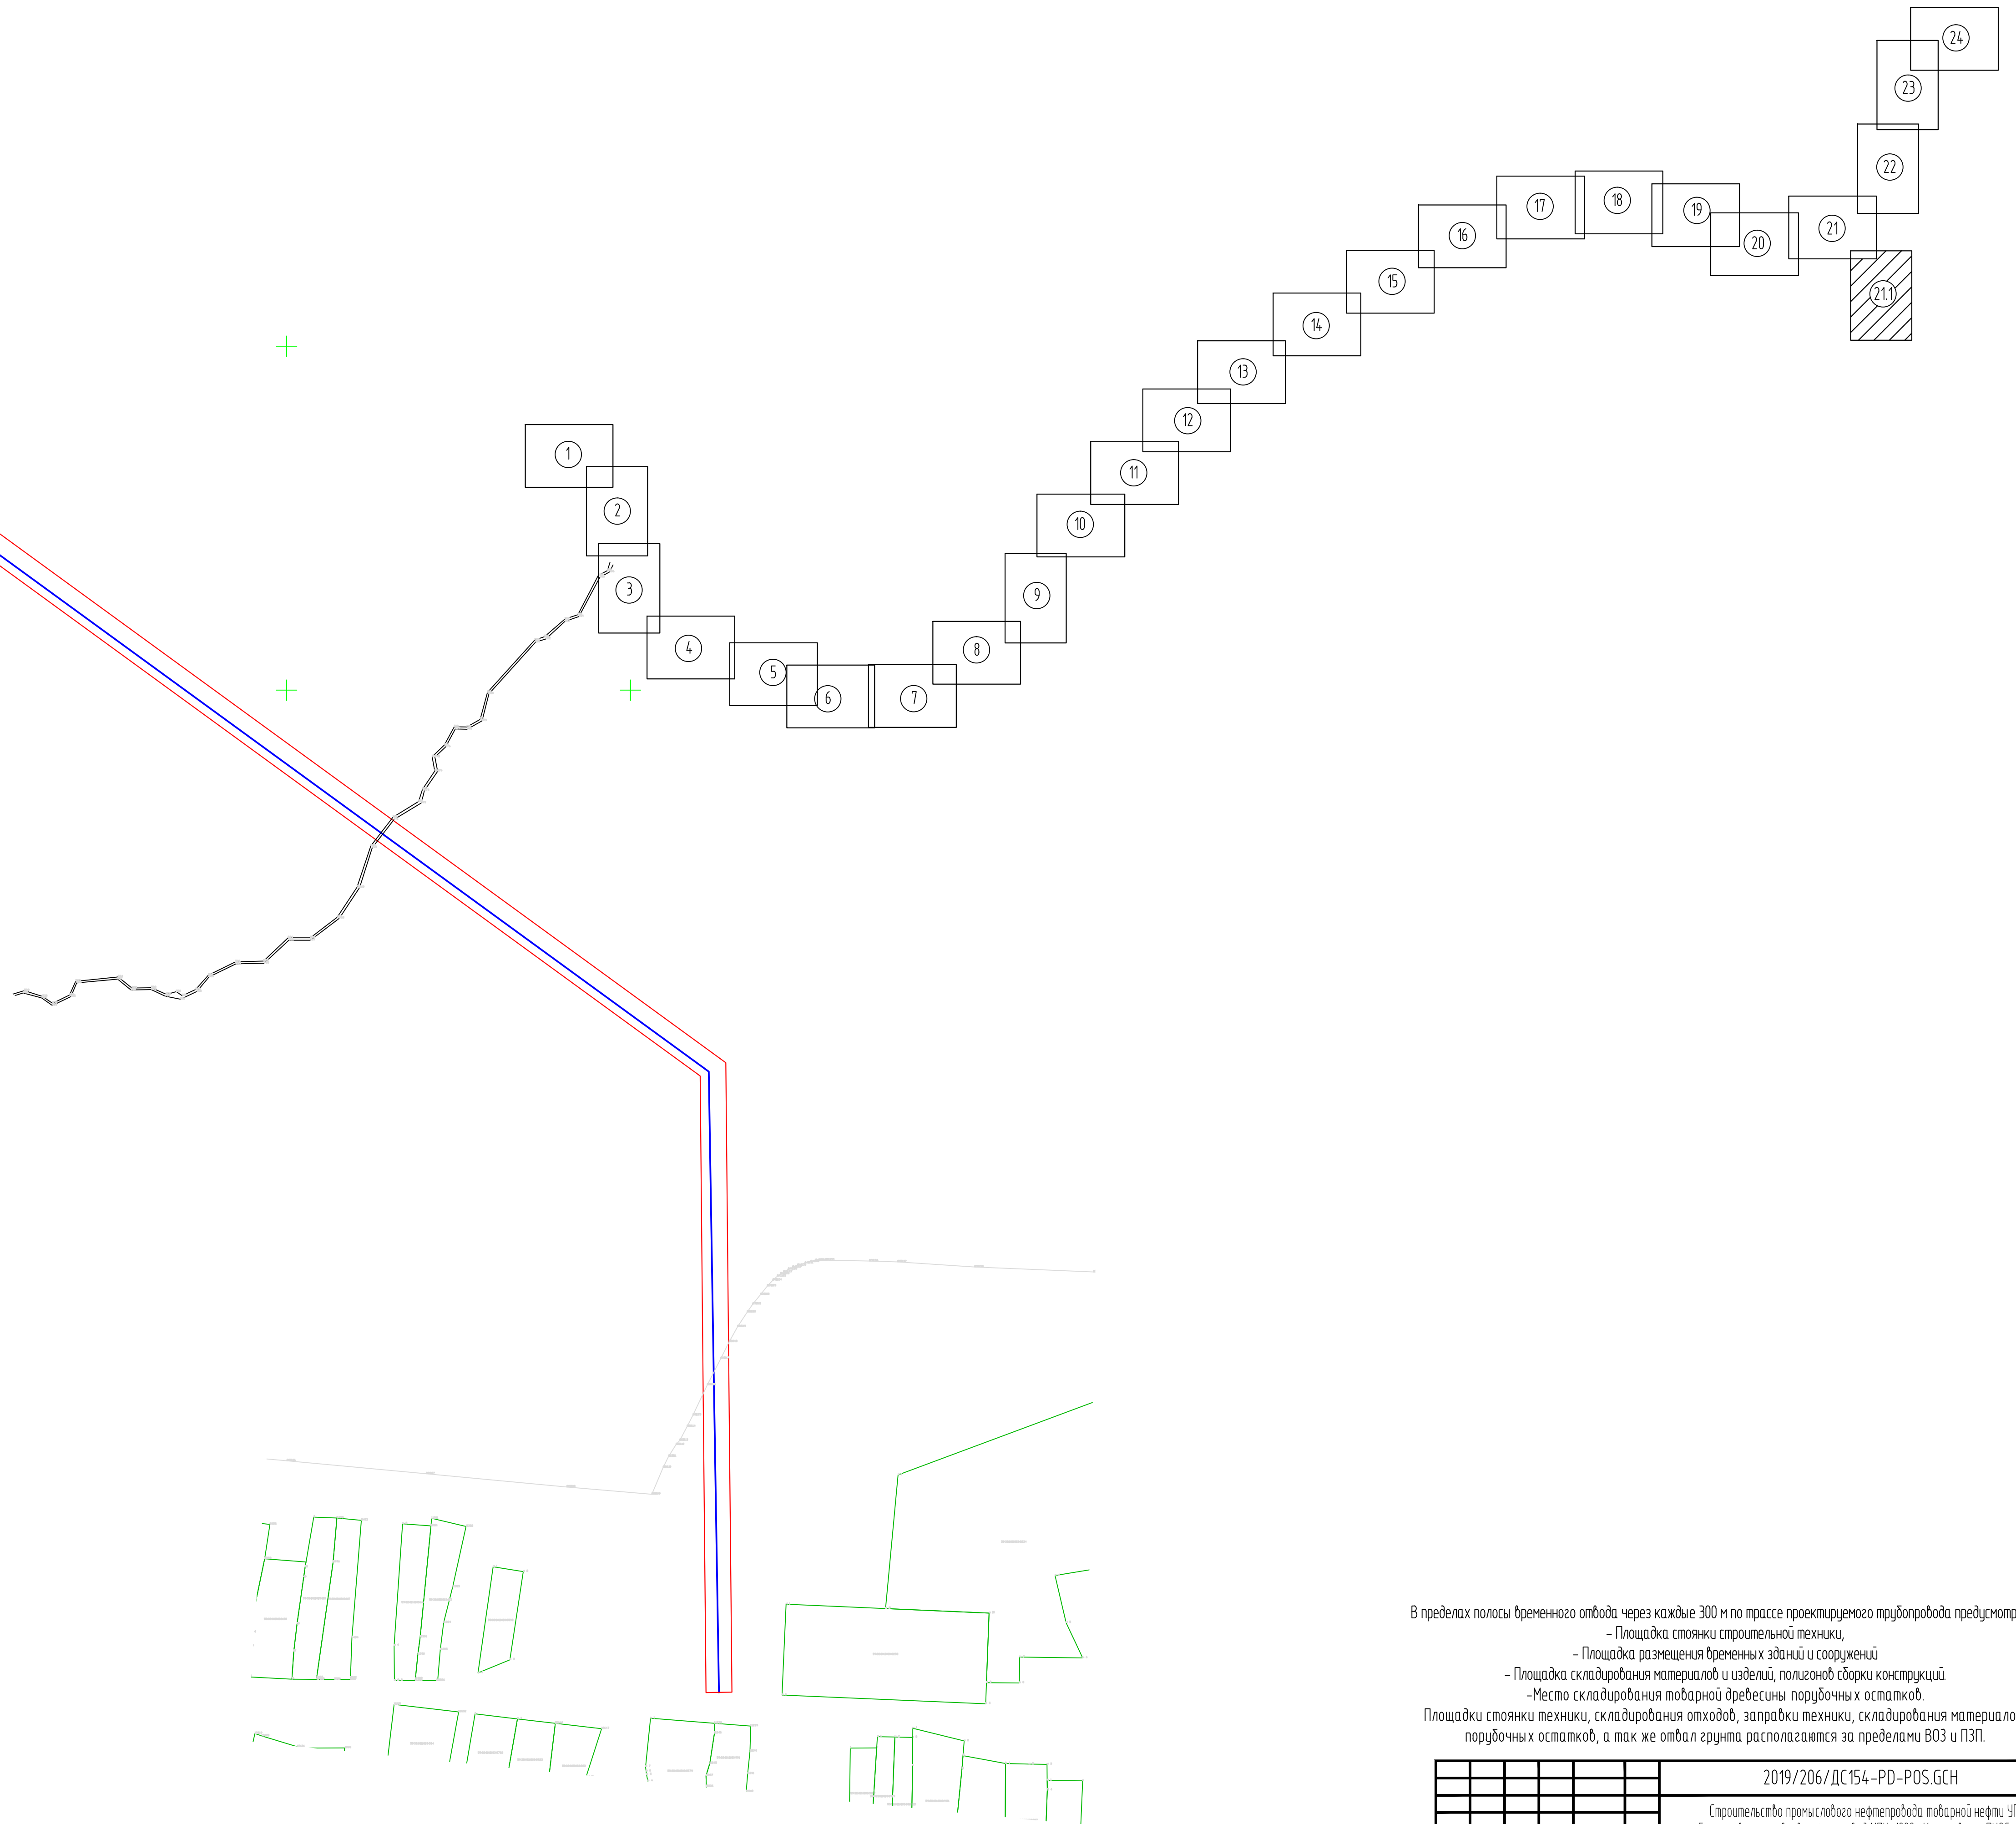 24
23
22
18
17
19
21
16
20
15
21.1
14
13
12
1
11
2
10
3
9
4
8
5
6
7
В пределах полосы временного отвода через каждые 300 м по трассе проектируемого трубопровода предусмотр
- Площадка стоянки строительной техники,
- Площадка размещения временных зданий и сооружений
- Площадка складирования материалов и изделий, полигонов сборки конструкций.
-Место складирования товарной древесины порубочных остатков.
Площадки стоянки техники, складирования отходов, заправки техники, складирования материало
порубочных остатков, а так же отвал грунта располагаются за пределами ВОЗ и ПЗП.
2019/206/ДС154-PD-POS.GCH
Строительство промыслового нефтепровода товарной нефти УП